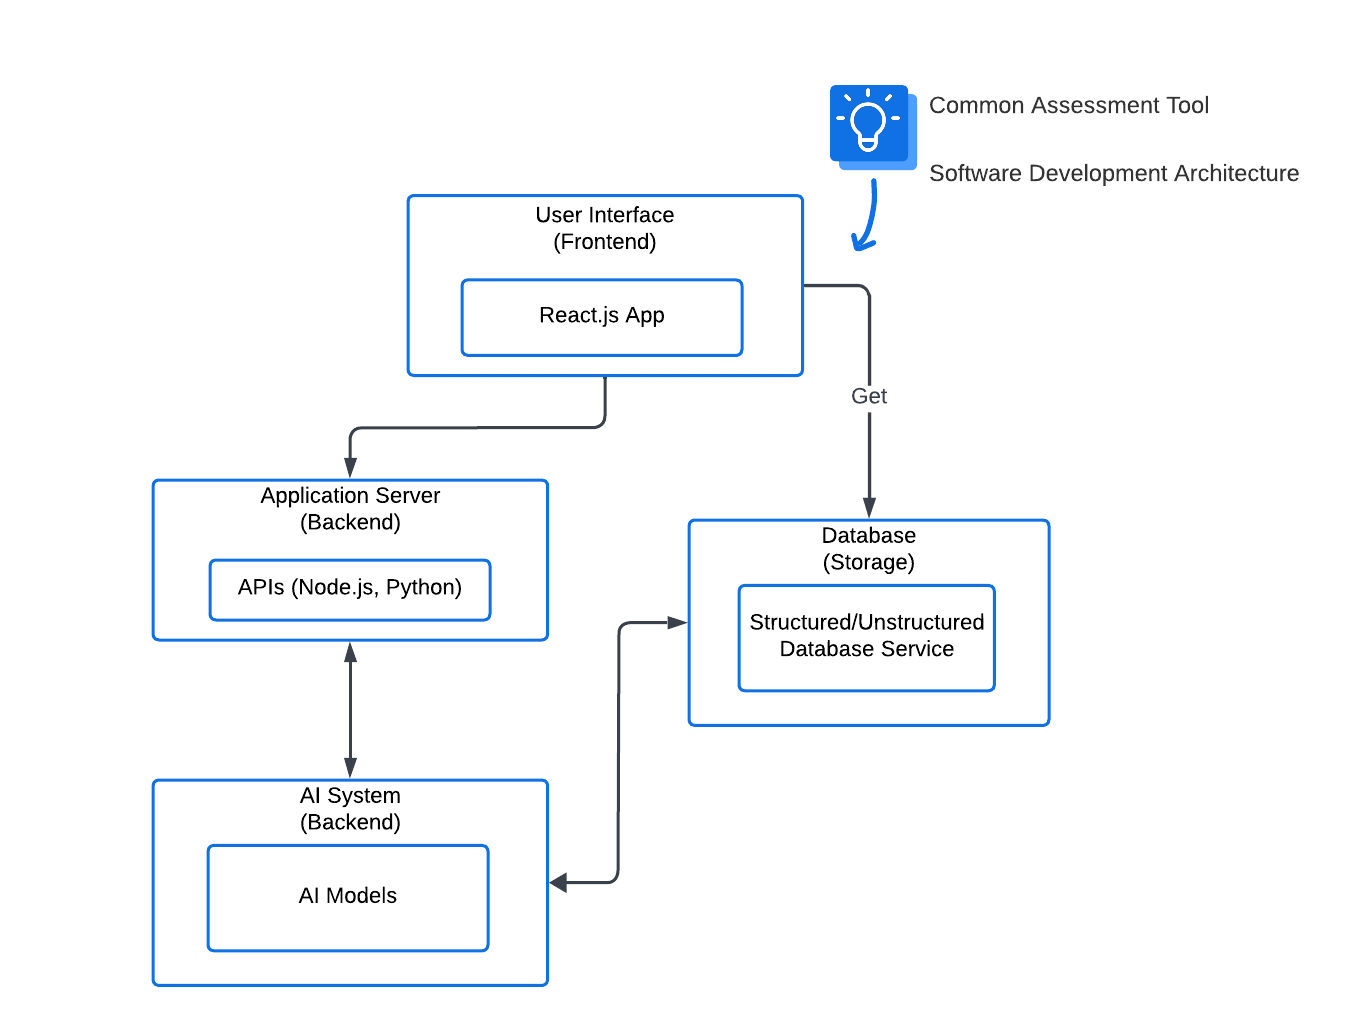 Common Assessment Tool
Software Development Architecture
User Interface
(Frontend)
React.js App
Get
Application Server
(Backend)
APIs (Node.js, Python)
Database
(Storage)
Structured/Unstructured
Database Service
AI System
(Backend)
AI Models